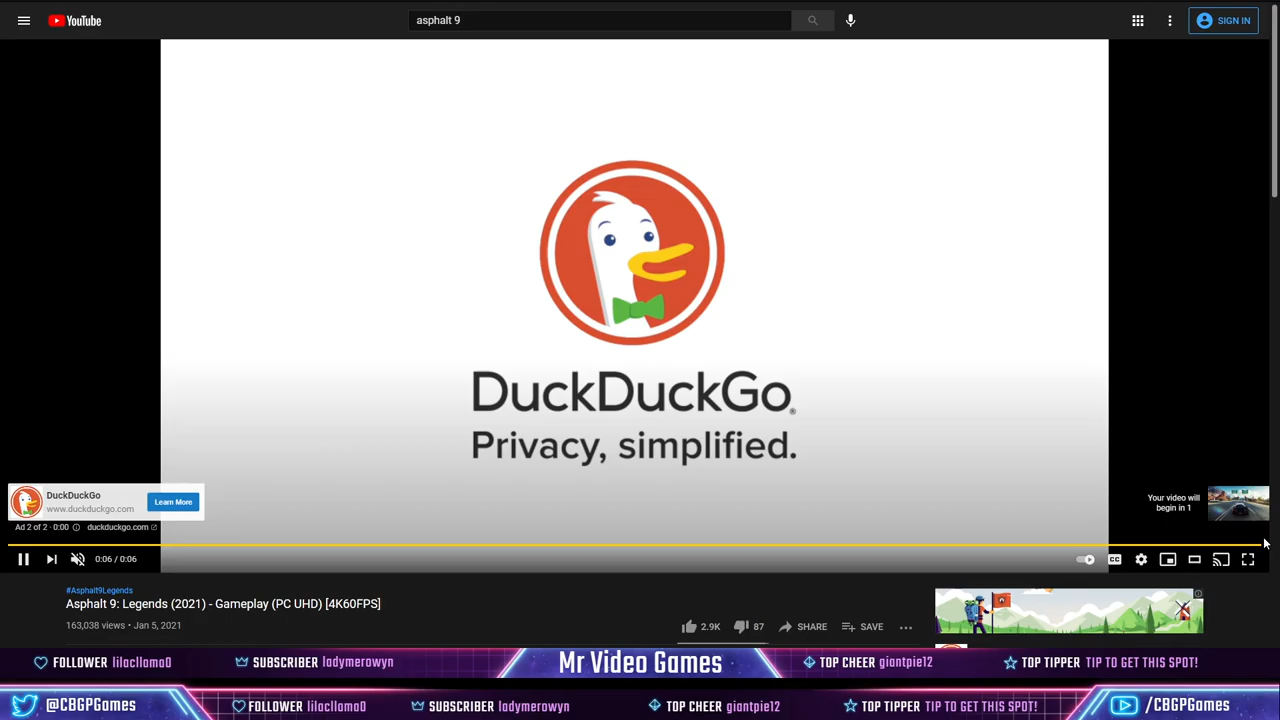 YouTube
asphalt 9
SIGN IN
DuckDuckGo®
Privacy, simplified.
DuckDuckGo
www.duckduckgo.com
Learn More
Ad 2 of 2 · 0:00 duckduckgo.com
Your video will
begin in 1
0:06 / 0:06
CC
#Asphalt9Legends
Asphalt 9: Legends (2021) - Gameplay (PC UHD) [4K60FPS]
163,038 views • Jan 5, 2021
2.9K 87 SHARE SAVE
FOLLOWER lilacllama0 SUBSCRIBER ladymerowyn Mr Video Games TOP CHEER giantpie12 TOP TIPPER TIP TO GET THIS SPOT!
@CBGPGames FOLLOWER lilacllama0 SUBSCRIBER ladymerowyn TOP CHEER giantpie12 TOP TIPPER TIP TO GET THIS SPOT! /CBGPGames